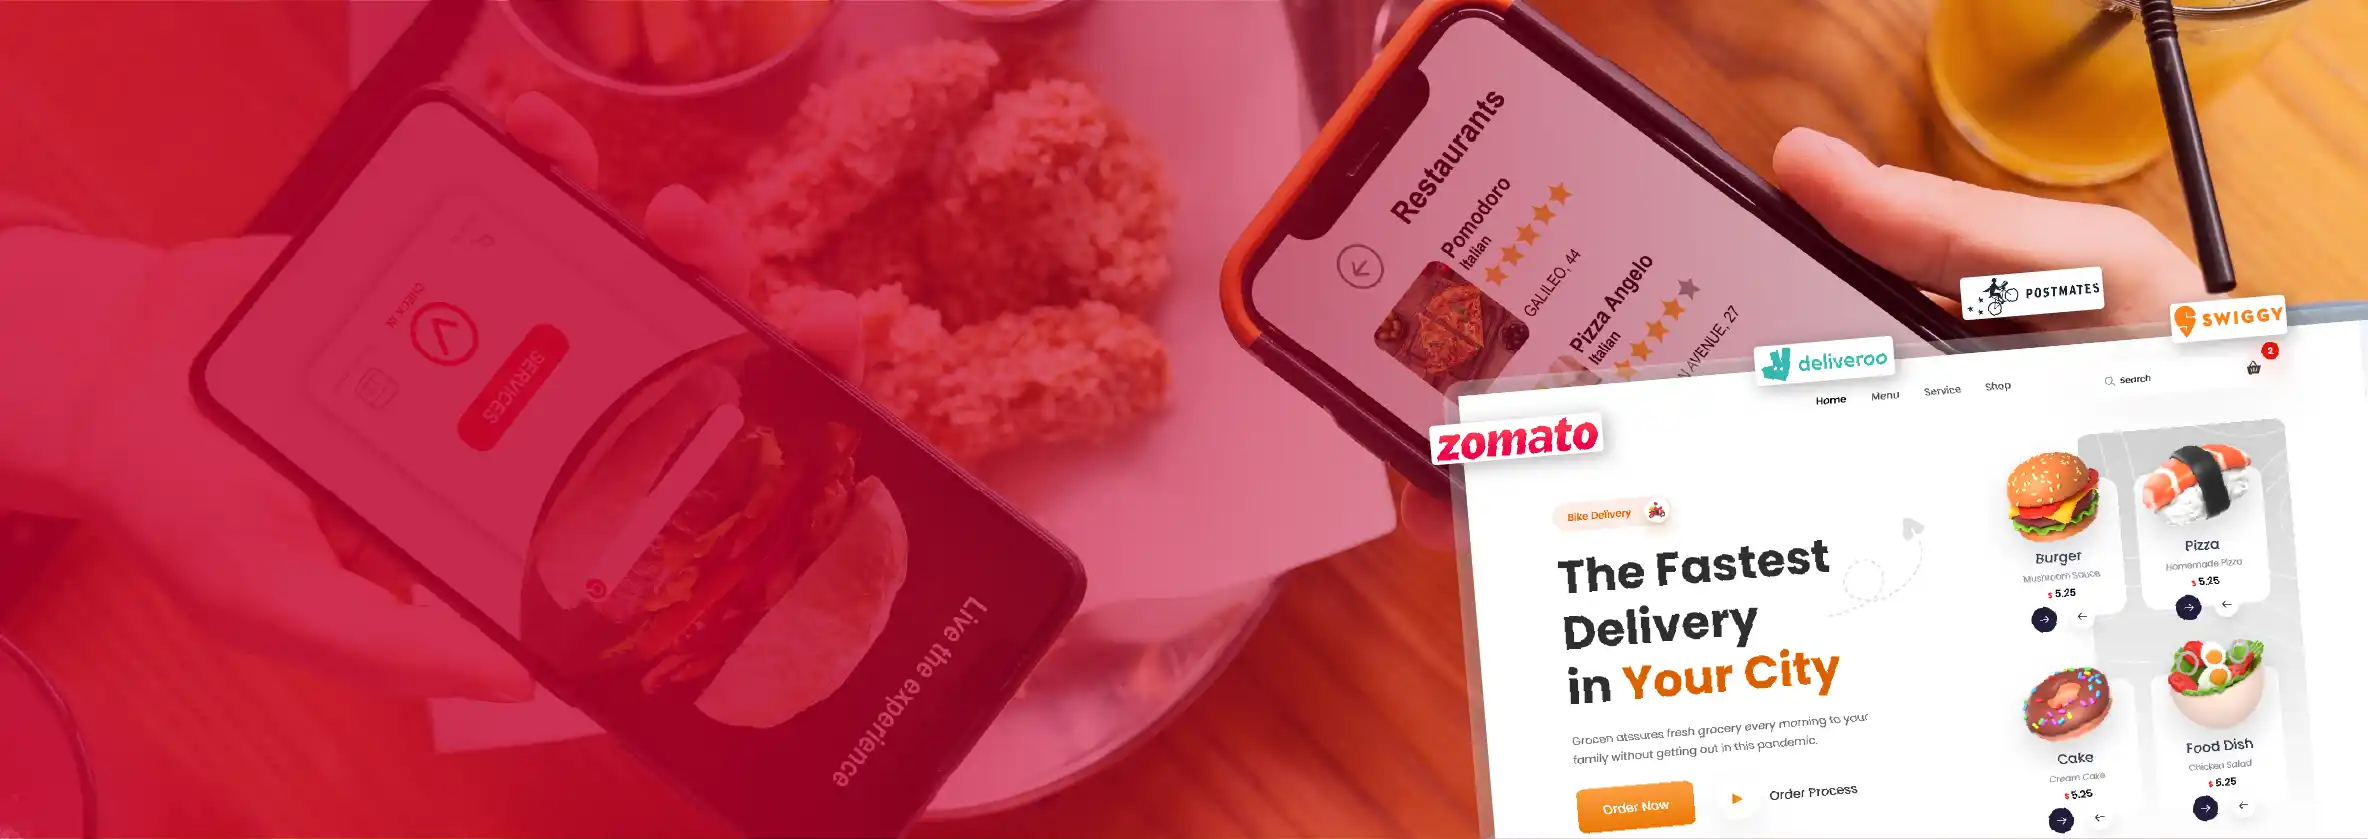 CHECK IN
SERVICES
Live the experience
Restaurants
Pomodoro
Italian
GALILEO, 44
Pizza Angelo
Italian
AVENUE, 27
POSTMATES
SWIGGY
deliveroo
zomato
Home Menu Service Shop
Search
2
Bike Delivery
The Fastest
Delivery
in Your City
Grocen atssures fresh grocery every morning to your
family without getting out in this pandemic.
Order Now
Order Process
Burger
Mushroom Sauce
$ 5.25
Pizza
Homemade Pizza
$ 5.25
Cake
Cream Cake
$ 5.25
Food Dish
Chicken Salad
$ 5.25